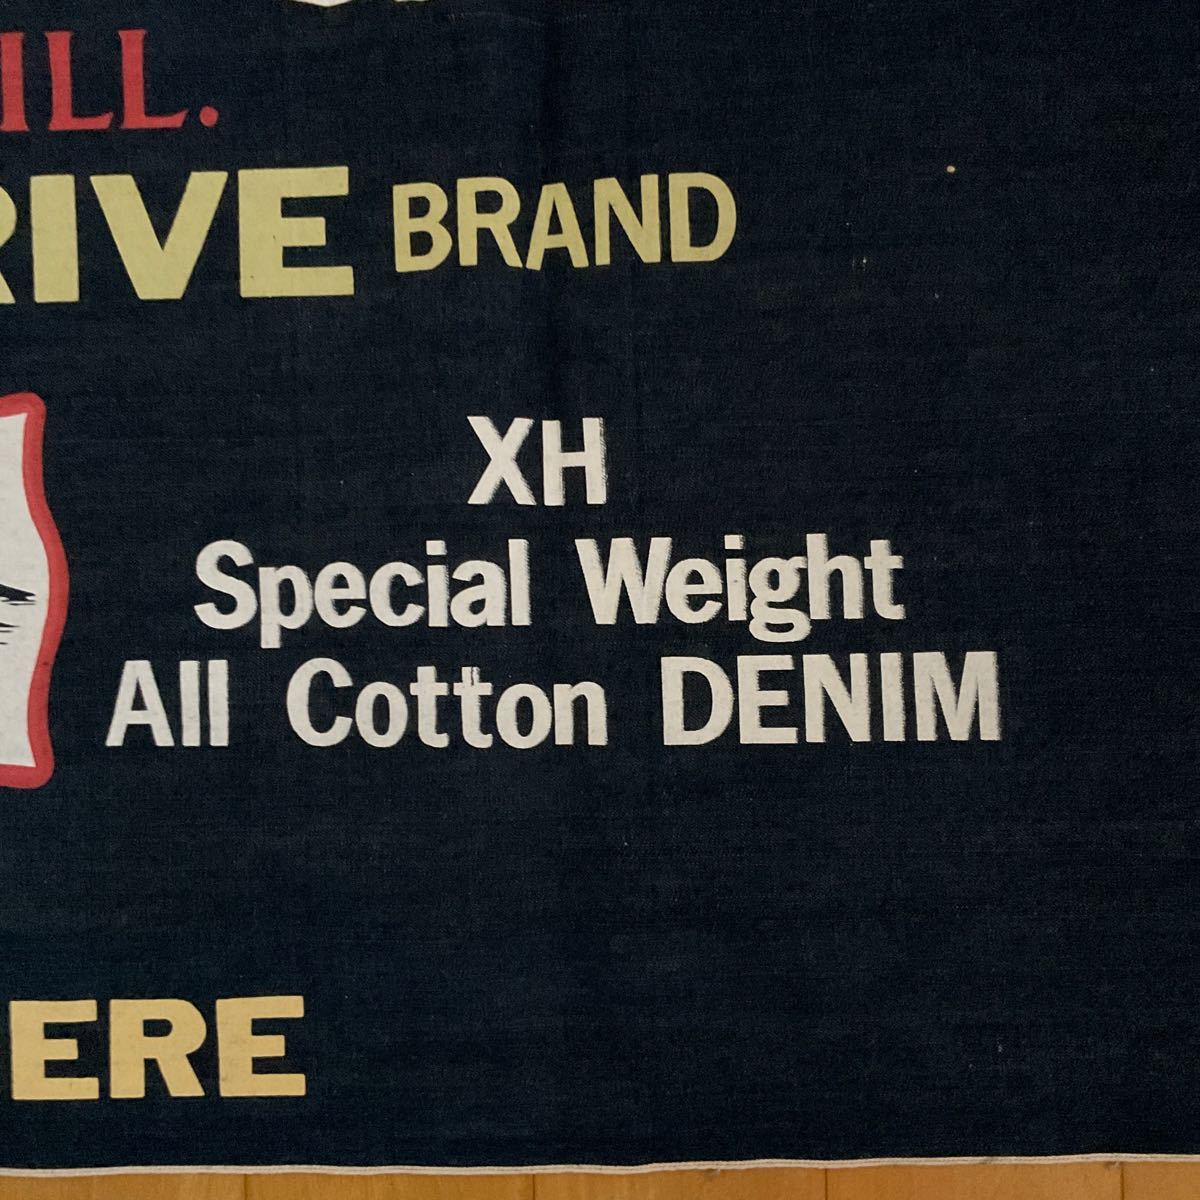 ILL.
RIVE BRAND
XH
Special Weight
All Cotton DENIM
ERE